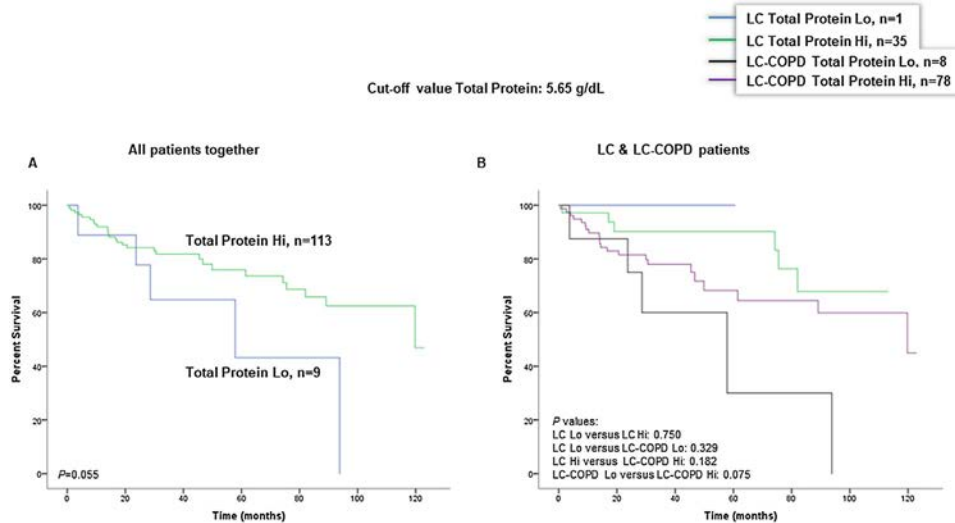 LC Total Protein Lo, n=1
LC Total Protein Hi, n=35
LC-COPD Total Protein Lo, n=8
LC-COPD Total Protein Hi, n=78
Cut-off value Total Protein: 5.65 g/dL
A
All patients together
Percent Survival
100
80
60
40
20
0
Total Protein Hi, n=113
Total Protein Lo, n=9
P=0.055
0 20 40 60 80 100 120
Time (months)
B
LC & LC-COPD patients
Percent Survival
100
80
60
40
20
0
P values:
LC Lo versus LC Hi: 0.750
LC Lo versus LC-COPD Lo: 0.329
LC Hi versus LC-COPD Hi: 0.182
LC-COPD Lo versus LC-COPD Hi: 0.075
0 20 40 60 80 100 120
Time (months)